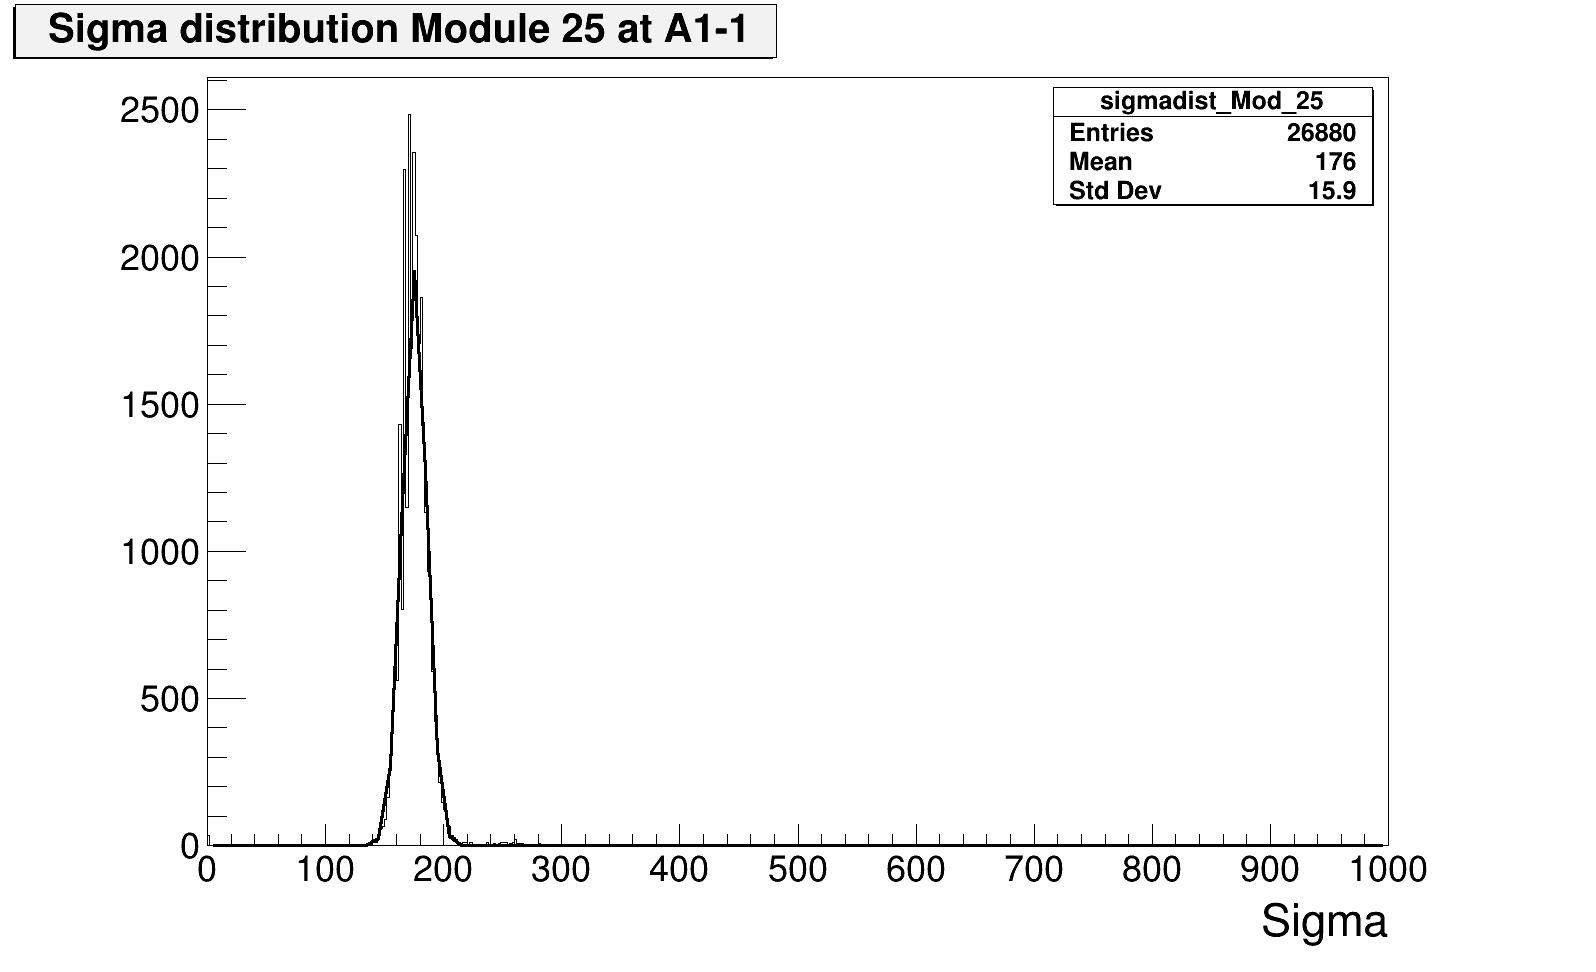 Sigma distribution Module 25 at A1-1
sigmadist_Mod_25
Entries 26880
Mean 176
Std Dev 15.9
2500
2000
1500
1000
500
0
0 100 200 300 400 500 600 700 800 900 1000
Sigma